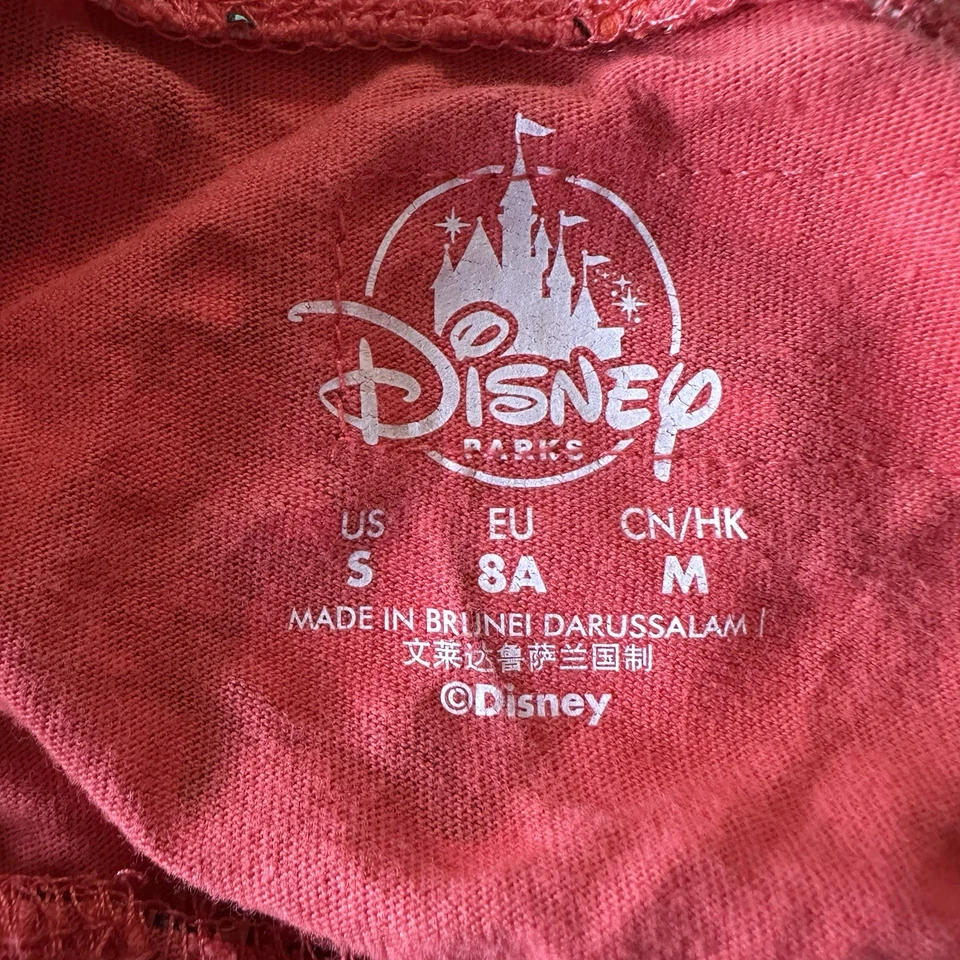 Disney
PARKS
US EU CN/HK
S 8A M
MADE IN BRUNEI DARUSSALAM /
文莱达鲁萨兰国制
©Disney